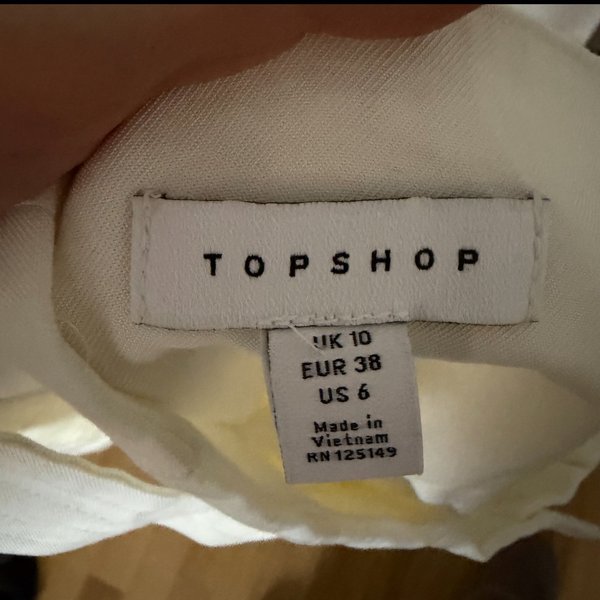 TOPSHOP
UK 10
EUR 38
US 6
Made in
Vietnam
RN 125149